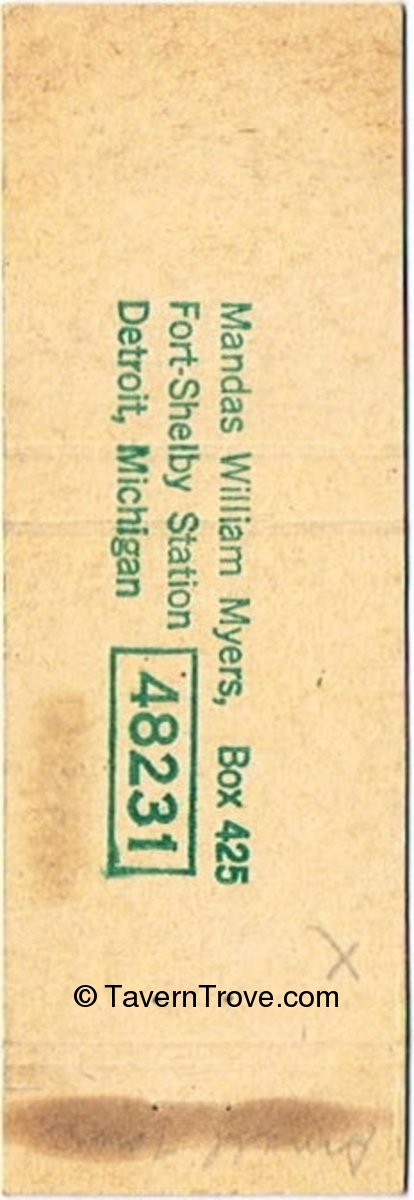 Mandas William Myers, Box 425
Fort-Shelby Station
Detroit, Michigan 48231
X
© TavernTrove.com